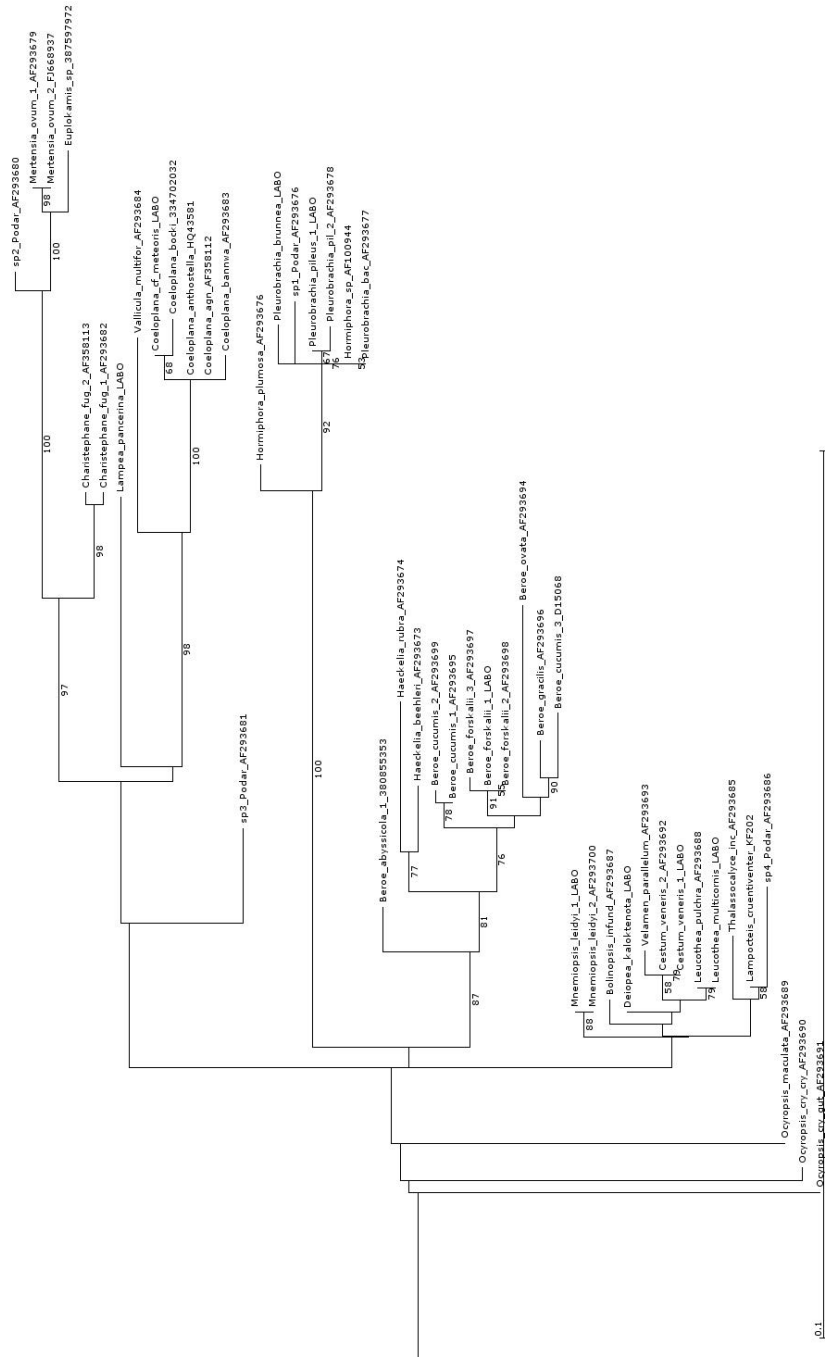 sp2_Podar_AF293680
Mertensia_ovum_1_AF293679
Mertensia_ovum_2_FJ668937
98
Euplokamis_sp_387597972
100
100
Charistephane_fug_2_AF358113
Charistephane_fug_1_AF293682
98
97
Lampea_pancerina_LABO
Vallicula_multifor_AF293684
Coeloplana_cf_meteoris_LABO
Coeloplana_bocki_334702032
68
Coeloplana_anthostella_HQ43581
Coeloplana_agn_AF358112
Coeloplana_bannwa_AF293683
100
98
sp3_Podar_AF293681
Hormiphora_plumosa_AF293676
Pleurobrachia_brunnea_LABO
sp1_Podar_AF293676
Pleurobrachia_pileus_1_LABO
Pleurobrachia_pil_2_AF293678
67
76
Hormiphora_sp_AF100944
Pleurobrachia_bac_AF293677
53
92
100
Beroe_abyssicola_1_380855353
Haeckelia_rubra_AF293674
Haeckelia_beehleri_AF293673
77
Beroe_cucumis_2_AF293699
Beroe_cucumis_1_AF293695
78
Beroe_forskalii_3_AF293697
Beroe_forskalii_1_LABO
Beroe_forskalii_2_AF293698
91
55
76
Beroe_ovata_AF293694
Beroe_gracilis_AF293696
Beroe_cucumis_3_D15068
90
81
87
Mnemiopsis_leidyi_1_LABO
Mnemiopsis_leidyi_2_AF293700
88
Bolinopsis_infund_AF293687
Deiopea_kaloktenota_LABO
Velamen_parallelum_AF293693
Cestum_veneris_2_AF293692
Cestum_veneris_1_LABO
58
79
Leucothea_pulchra_AF293688
Leucothea_multicornis_LABO
79
Thalassocalyce_inc_AF293685
Lampocteis_cruentiventer_KF202
sp4_Podar_AF293686
58
Ocyropsis_maculata_AF293689
Ocyropsis_cry_cry_AF293690
Ocyropsis_cry_gut_AF293691
0.1